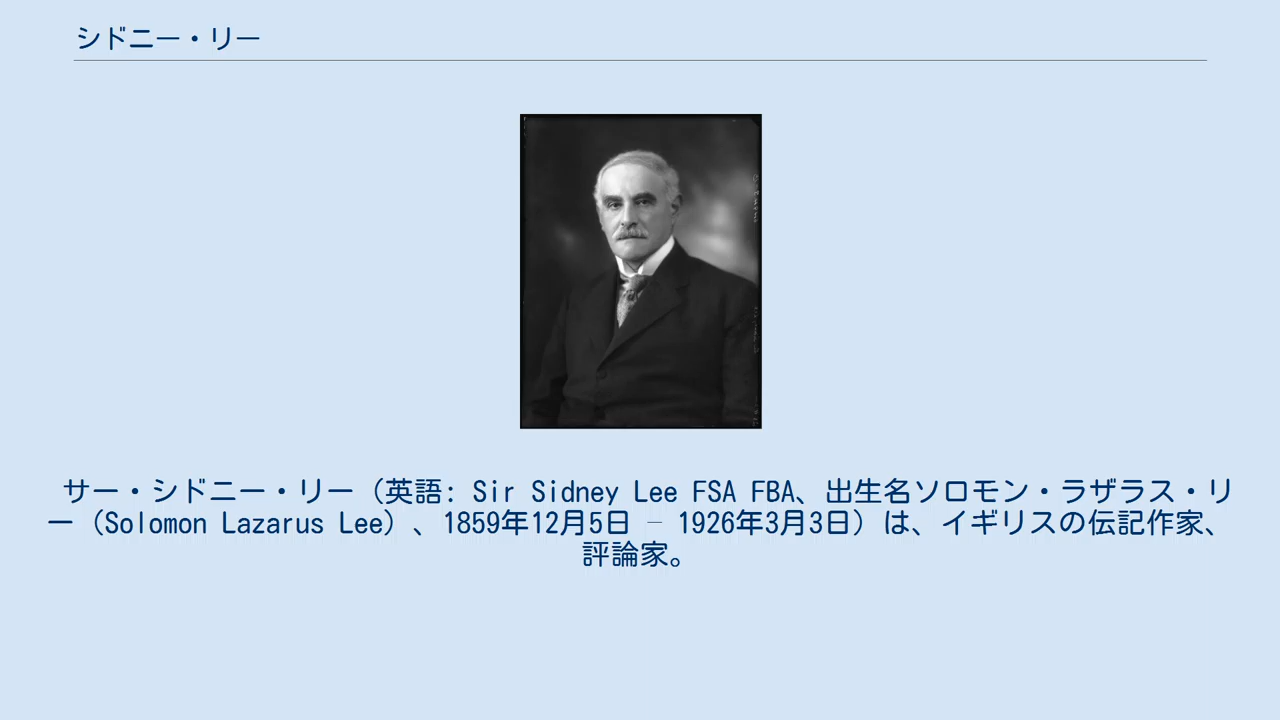 シドニー・リー
サー・シドニー・リー（英語: Sir Sidney Lee FSA FBA、出生名ソロモン・ラザラス・リ
ー（Solomon Lazarus Lee）、1859年12月5日 – 1926年3月3日）は、イギリスの伝記作家、
評論家。